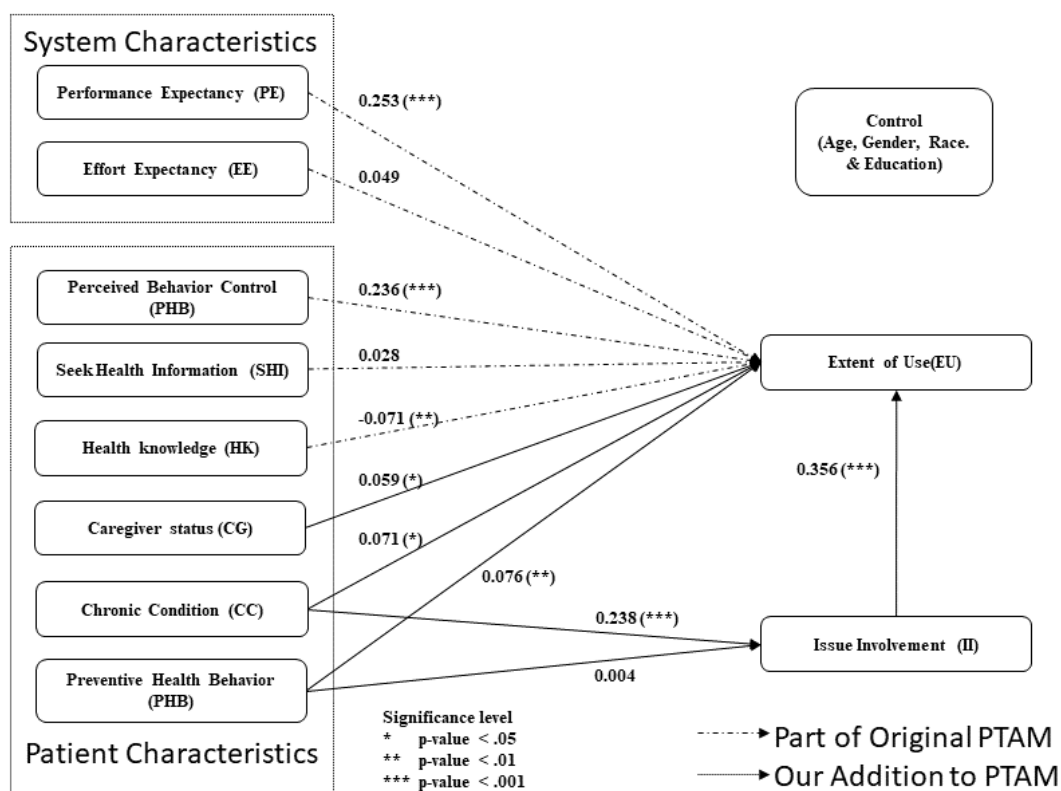 System Characteristics
Performance Expectancy (PE)
Effort Expectancy (EE)
0.253 (***)
0.049
Control
(Age, Gender, Race.
& Education)
Perceived Behavior Control
(PHB)
Seek Health Information (SHI)
Health knowledge (HK)
Caregiver status (CG)
Chronic Condition (CC)
Preventive Health Behavior
(PHB)
Patient Characteristics
0.236 (***)
0.028
-0.071 (**)
0.059 (*)
0.071 (*)
0.076 (**)
0.238 (***)
0.004
Extent of Use(EU)
0.356 (***)
Issue Involvement (II)
Significance level
* p-value < .05
** p-value < .01
*** p-value < .001
Part of Original PTAM
Our Addition to PTAM